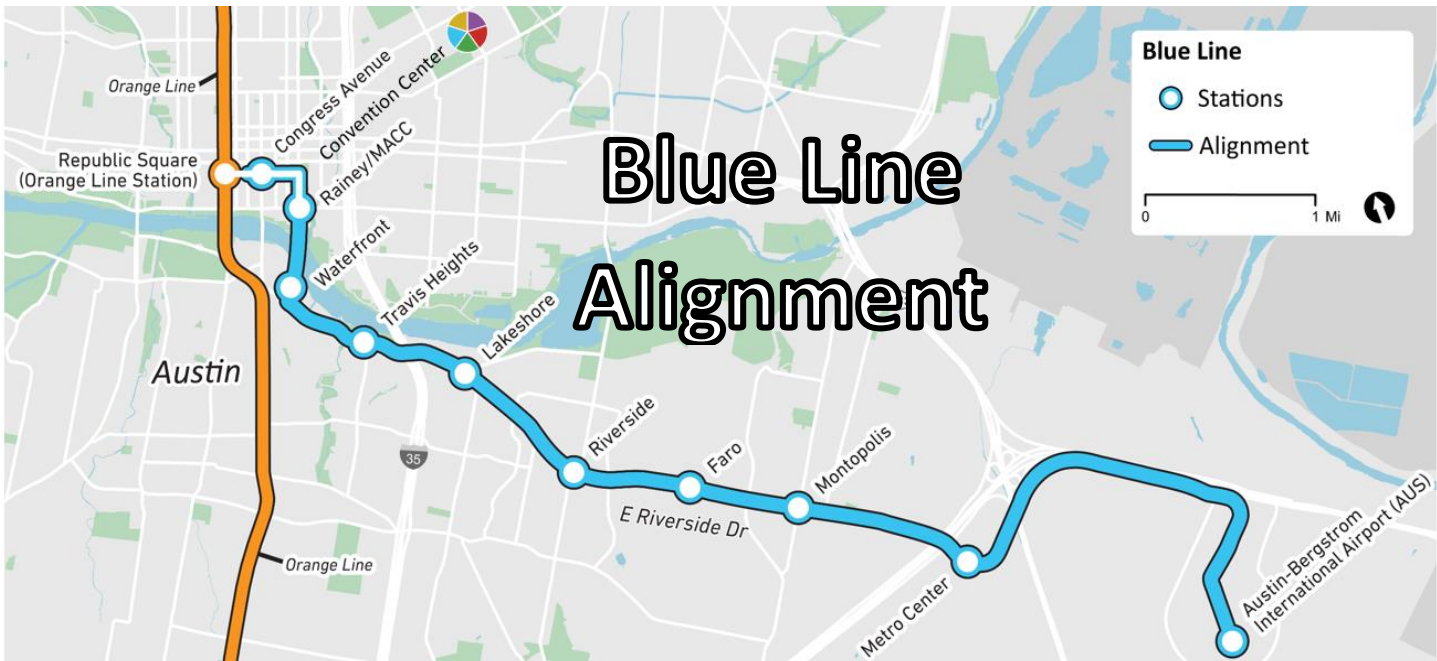 Blue Line
Alignment
Blue Line
Stations
Alignment
0
1 Mi
Orange Line
Republic Square
(Orange Line Station)
Congress Avenue
Convention Center
Rainey/MACC
Waterfront
Travis Heights
Lakeshore
Austin
35
Riverside
Faro
Montopolis
E Riverside Dr
Orange Line
Metro Center
Austin-Bergstrom
International Airport (AUS)